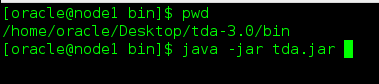 [oracle@node1 bin]$ pwd
/home/oracle/Desktop/tda-3.0/bin
[oracle@node1 bin]$ java -jar tda.jar